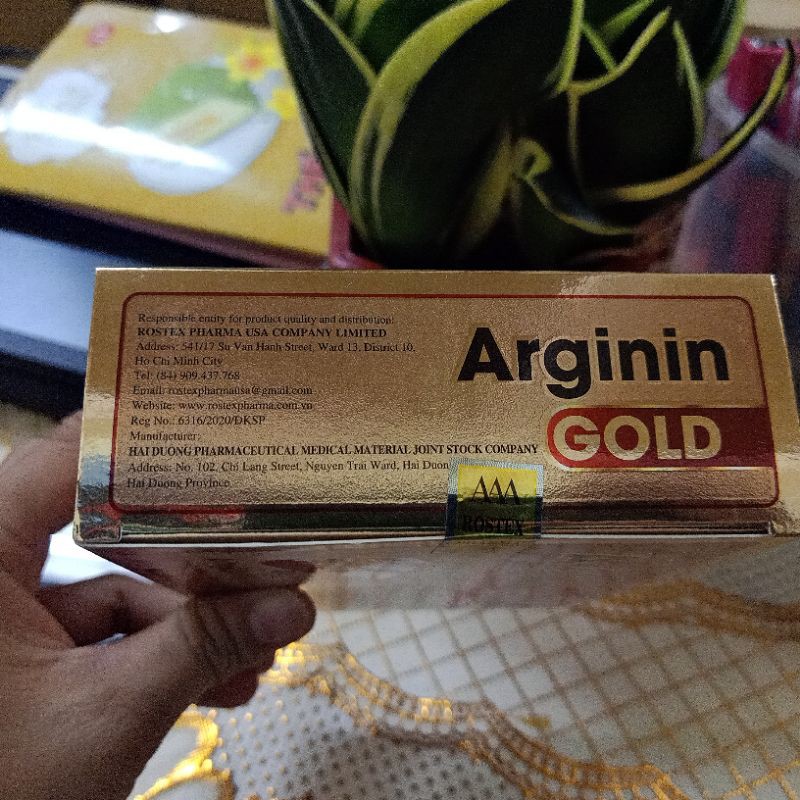 Responsible entity for product quality and distribution:
ROSTEX PHARMA USA COMPANY LIMITED
Address: 541/17 Su Van Hanh Street, Ward 13, District 10,
Ho Chi Minh City
Tel: (84) 909.437.768
Email: rostexpharmausa@gmail.com
Website: www.rostexpharma.com.vn
Reg No.: 6316/2020/DKSP
Manufacturer:
HAI DUONG PHARMACEUTICAL MEDICAL MATERIAL JOINT STOCK COMPANY
Address: No. 102, Chi Lang Street, Nguyen Trai Ward, Hai Duon
Hai Duong Province
Arginin
GOLD
AAA
ROSTEX